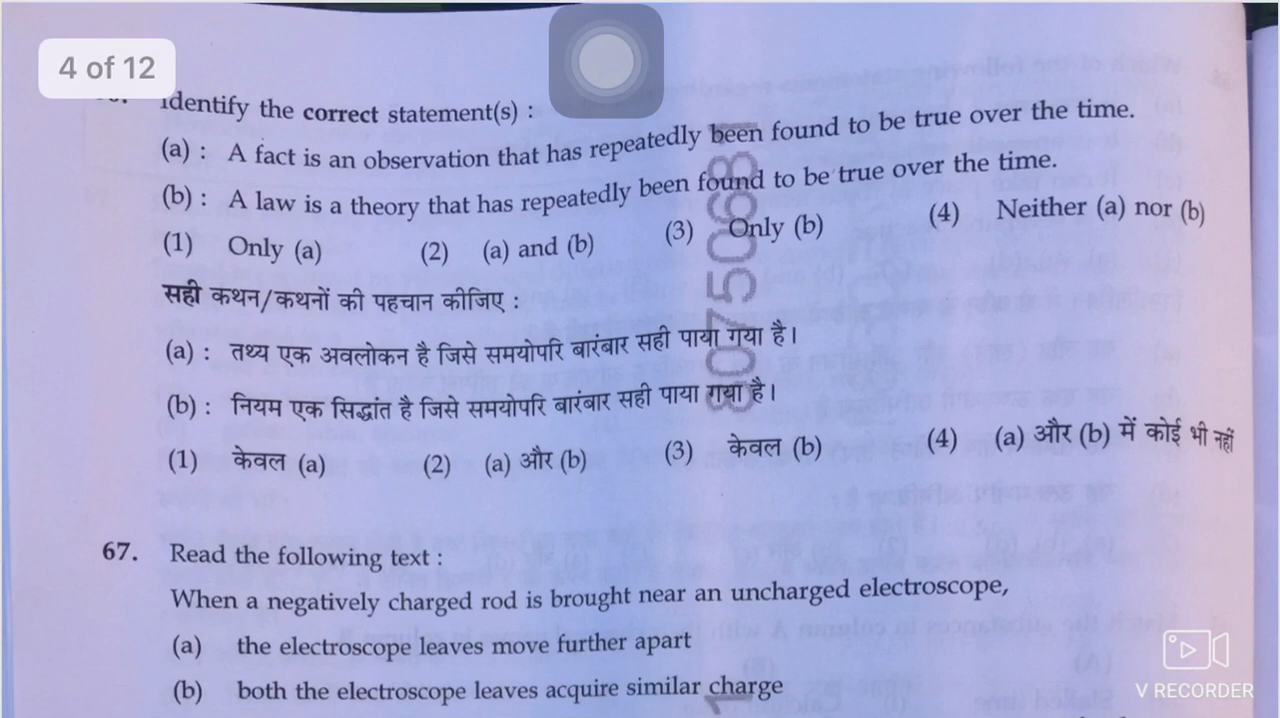 4 of 12
Identify the correct statement(s) :
(a) : A fact is an observation that has repeatedly been found to be true over the time.
(b) : A law is a theory that has repeatedly been found to be true over the time.
(1) Only (a) (2) (a) and (b) (3) Only (b) (4) Neither (a) nor (b)
सही कथन/कथनों की पहचान कीजिए :
(a) : तथ्य एक अवलोकन है जिसे समयोपरि बारंबार सही पाया गया है।
(b) : नियम एक सिद्धांत है जिसे समयोपरि बारंबार सही पाया गया है।
(1) केवल (a) (2) (a) और (b) (3) केवल (b) (4) (a) और (b) में कोई भी नहीं
67. Read the following text :
When a negatively charged rod is brought near an uncharged electroscope,
(a) the electroscope leaves move further apart
(b) both the electroscope leaves acquire similar charge
V RECORDER